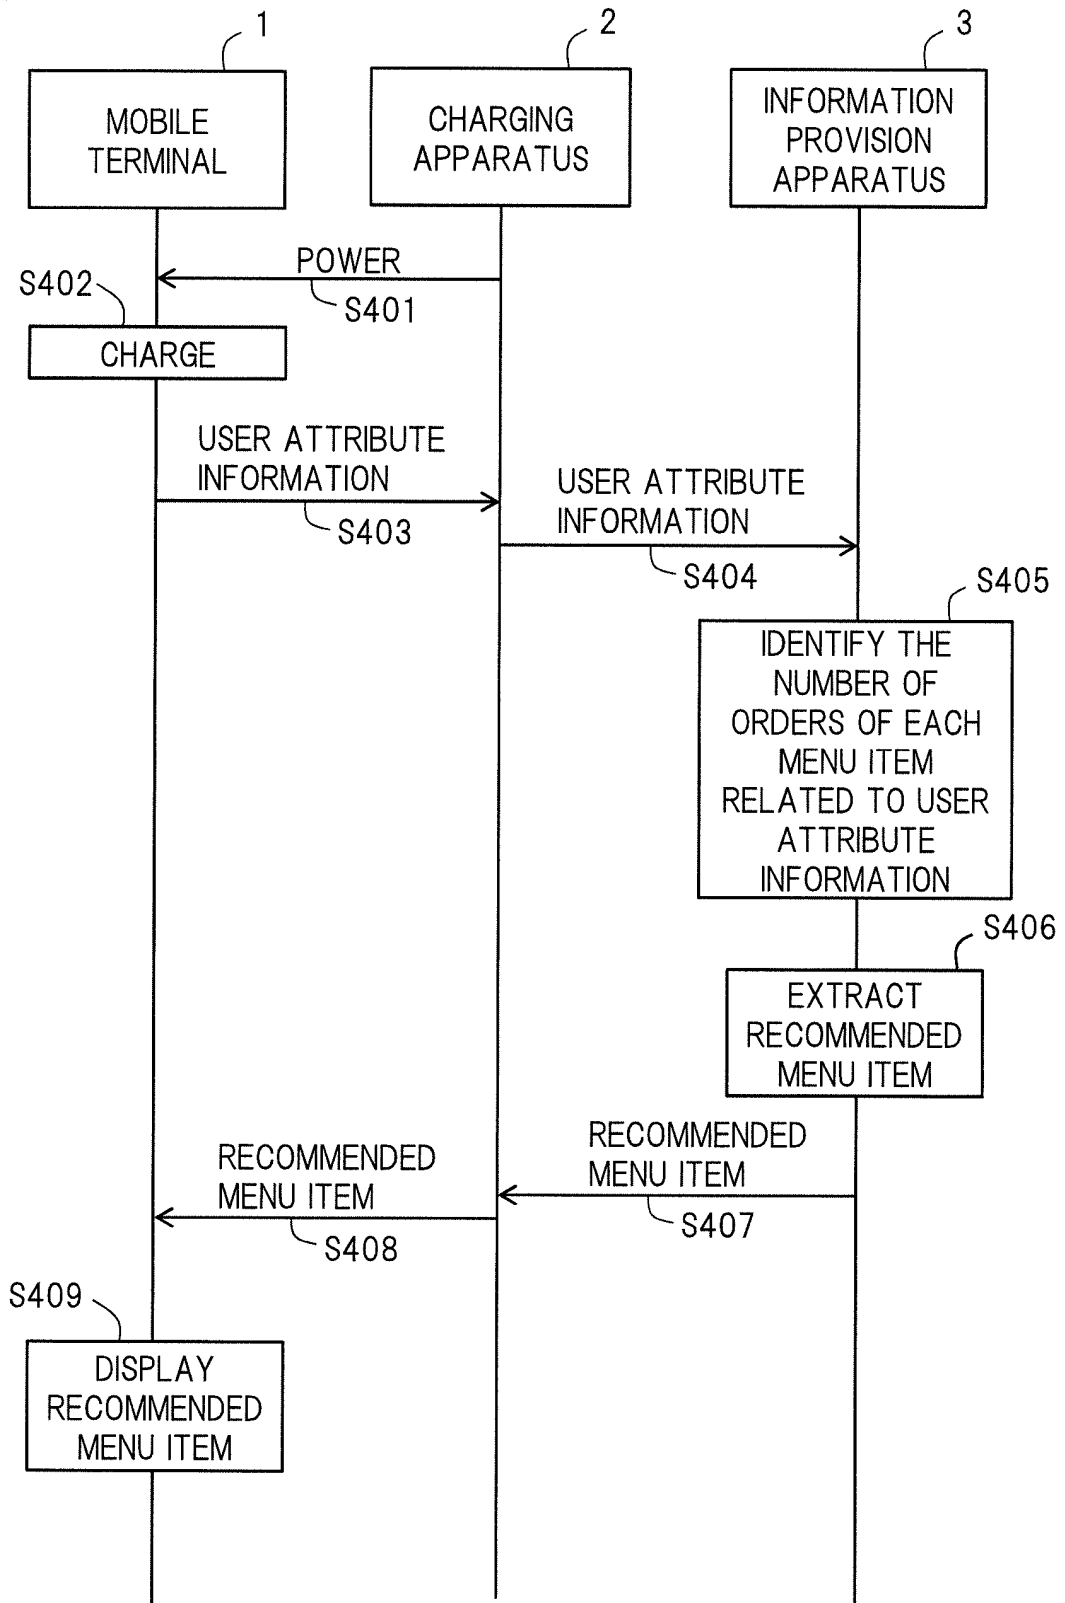 1
2
3
MOBILE
TERMINAL
CHARGING
APPARATUS
INFORMATION
PROVISION
APPARATUS
POWER
S401
S402
CHARGE
USER ATTRIBUTE
INFORMATION
S403
USER ATTRIBUTE
INFORMATION
S404
S405
IDENTIFY THE
NUMBER OF
ORDERS OF EACH
MENU ITEM
RELATED TO USER
ATTRIBUTE
INFORMATION
S406
EXTRACT
RECOMMENDED
MENU ITEM
RECOMMENDED
MENU ITEM
S407
RECOMMENDED
MENU ITEM
S408
S409
DISPLAY
RECOMMENDED
MENU ITEM